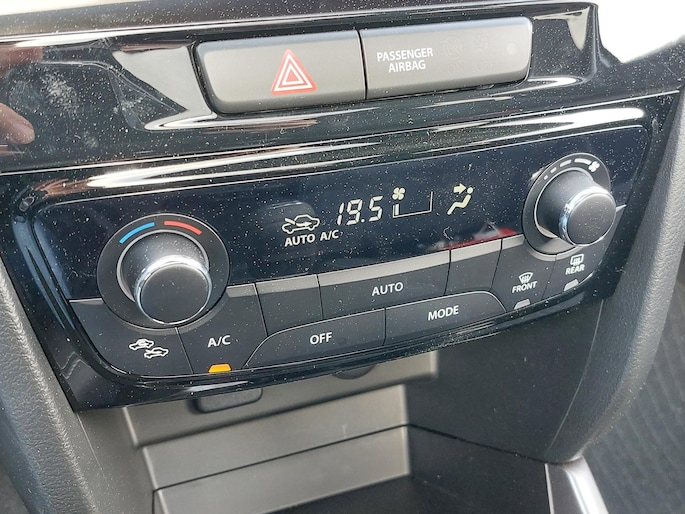 PASSENGER
AIRBAG
19.5
AUTO A/C
AUTO
FRONT
REAR
A/C
OFF
MODE